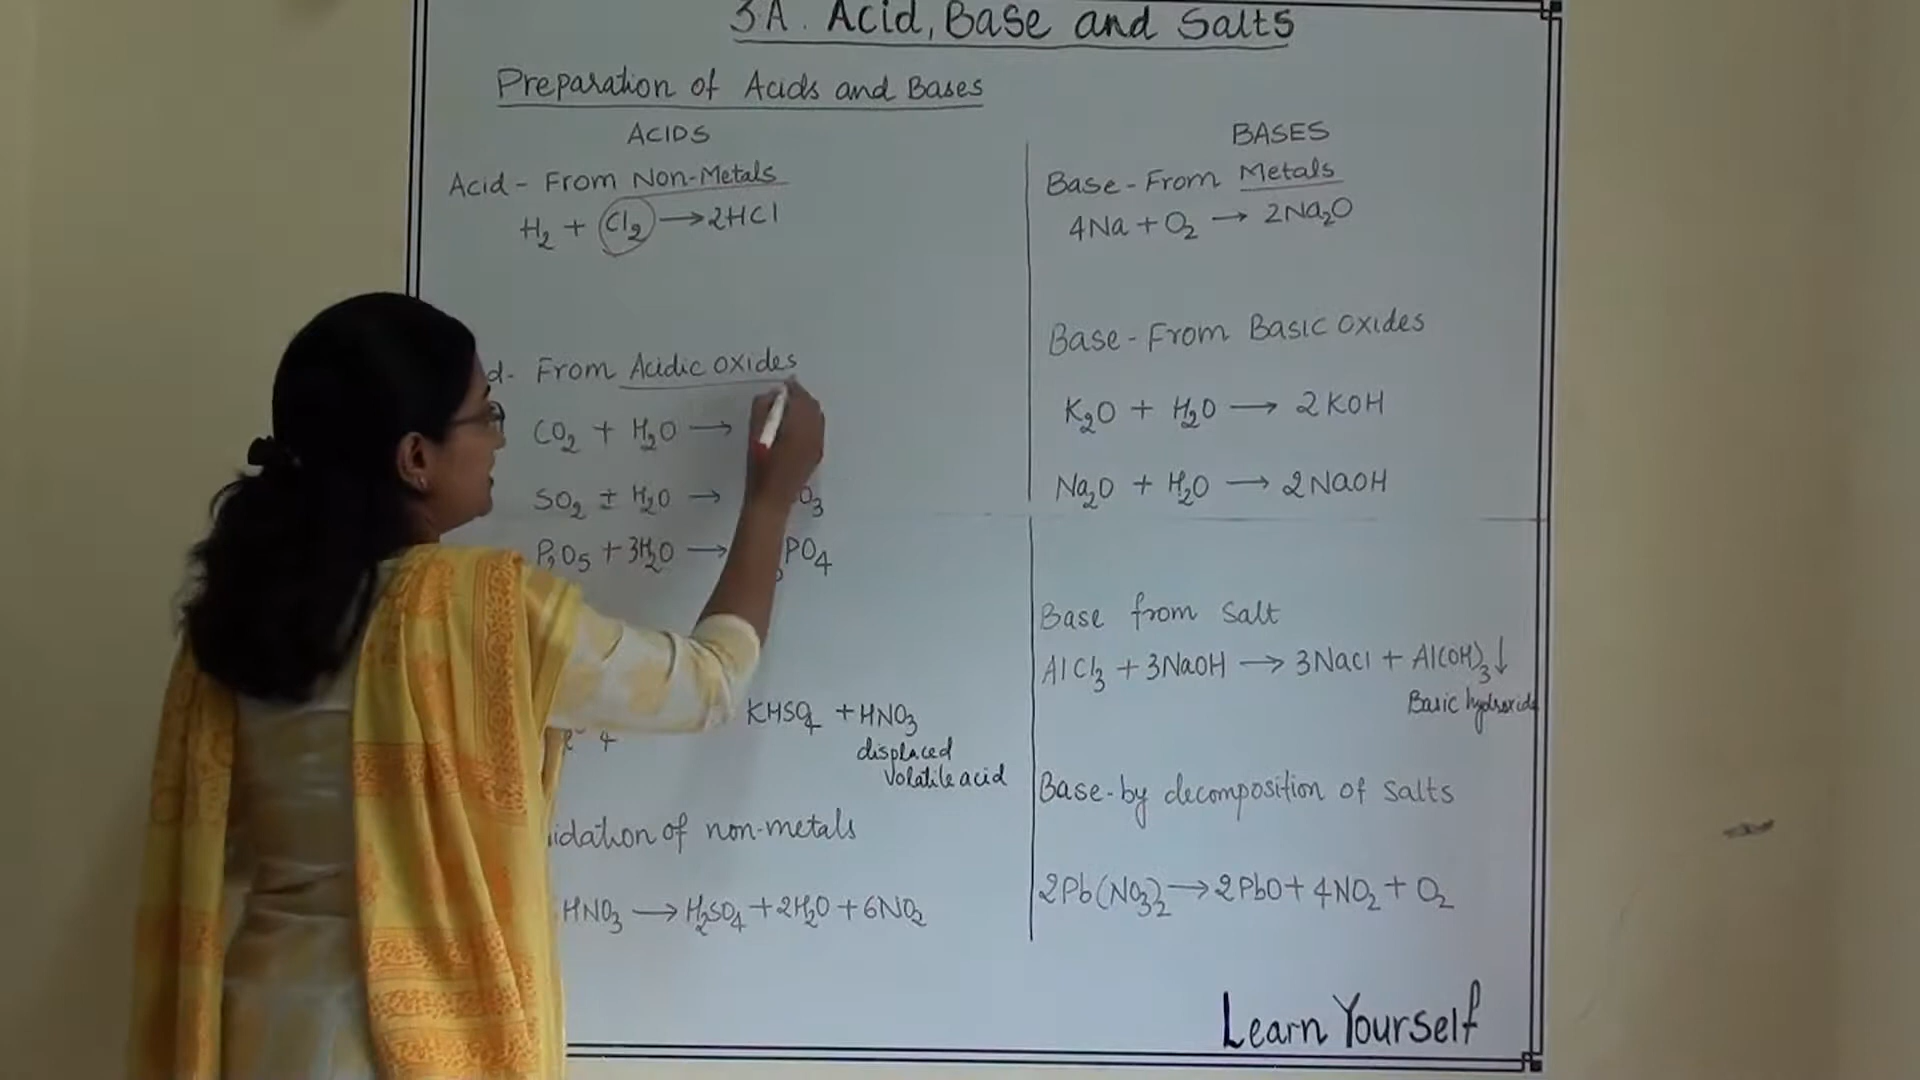 3A. Acid, Base and Salts
Preparation of Acids and Bases
ACIDS
Acid - From Non-Metals
H₂ + Cl₂ → 2HCl
From Acidic oxides
CO₂ + H₂O →
SO₂ ± H₂O → O₃
P₂O₅ + 3H₂O → PO₄
KHSO₄ + HNO₃
displaced
Volatile acid
idation of non-metals
HNO₃ → H₂SO₄ + 2H₂O + 6NO₂
BASES
Base - From Metals
4Na + O₂ → 2Na₂O
Base - From Basic oxides
K₂O + H₂O → 2KOH
Na₂O + H₂O → 2NaOH
Base from salt
AlCl₃ + 3NaOH → 3NaCl + Al(OH)₃↓
Basic hydroxide
Base-by decomposition of salts
2Pb(NO₃)₂ → 2PbO + 4NO₂ + O₂
Learn Yourself